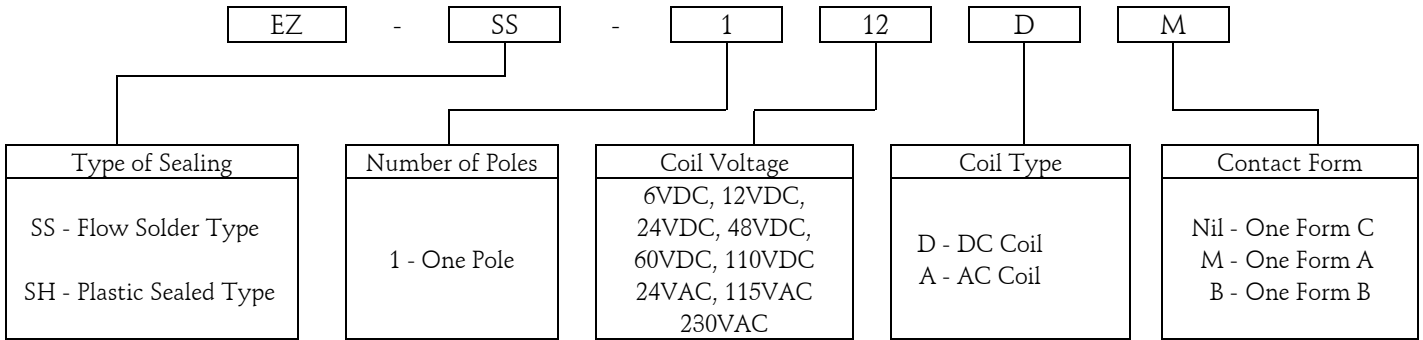 EZ - SS - 1 12 D M
Type of Sealing
SS - Flow Solder Type
SH - Plastic Sealed Type
Number of Poles
1 - One Pole
Coil Voltage
6VDC, 12VDC,
24VDC, 48VDC,
60VDC, 110VDC
24VAC, 115VAC
230VAC
Coil Type
D - DC Coil
A - AC Coil
Contact Form
Nil - One Form C
M - One Form A
B - One Form B